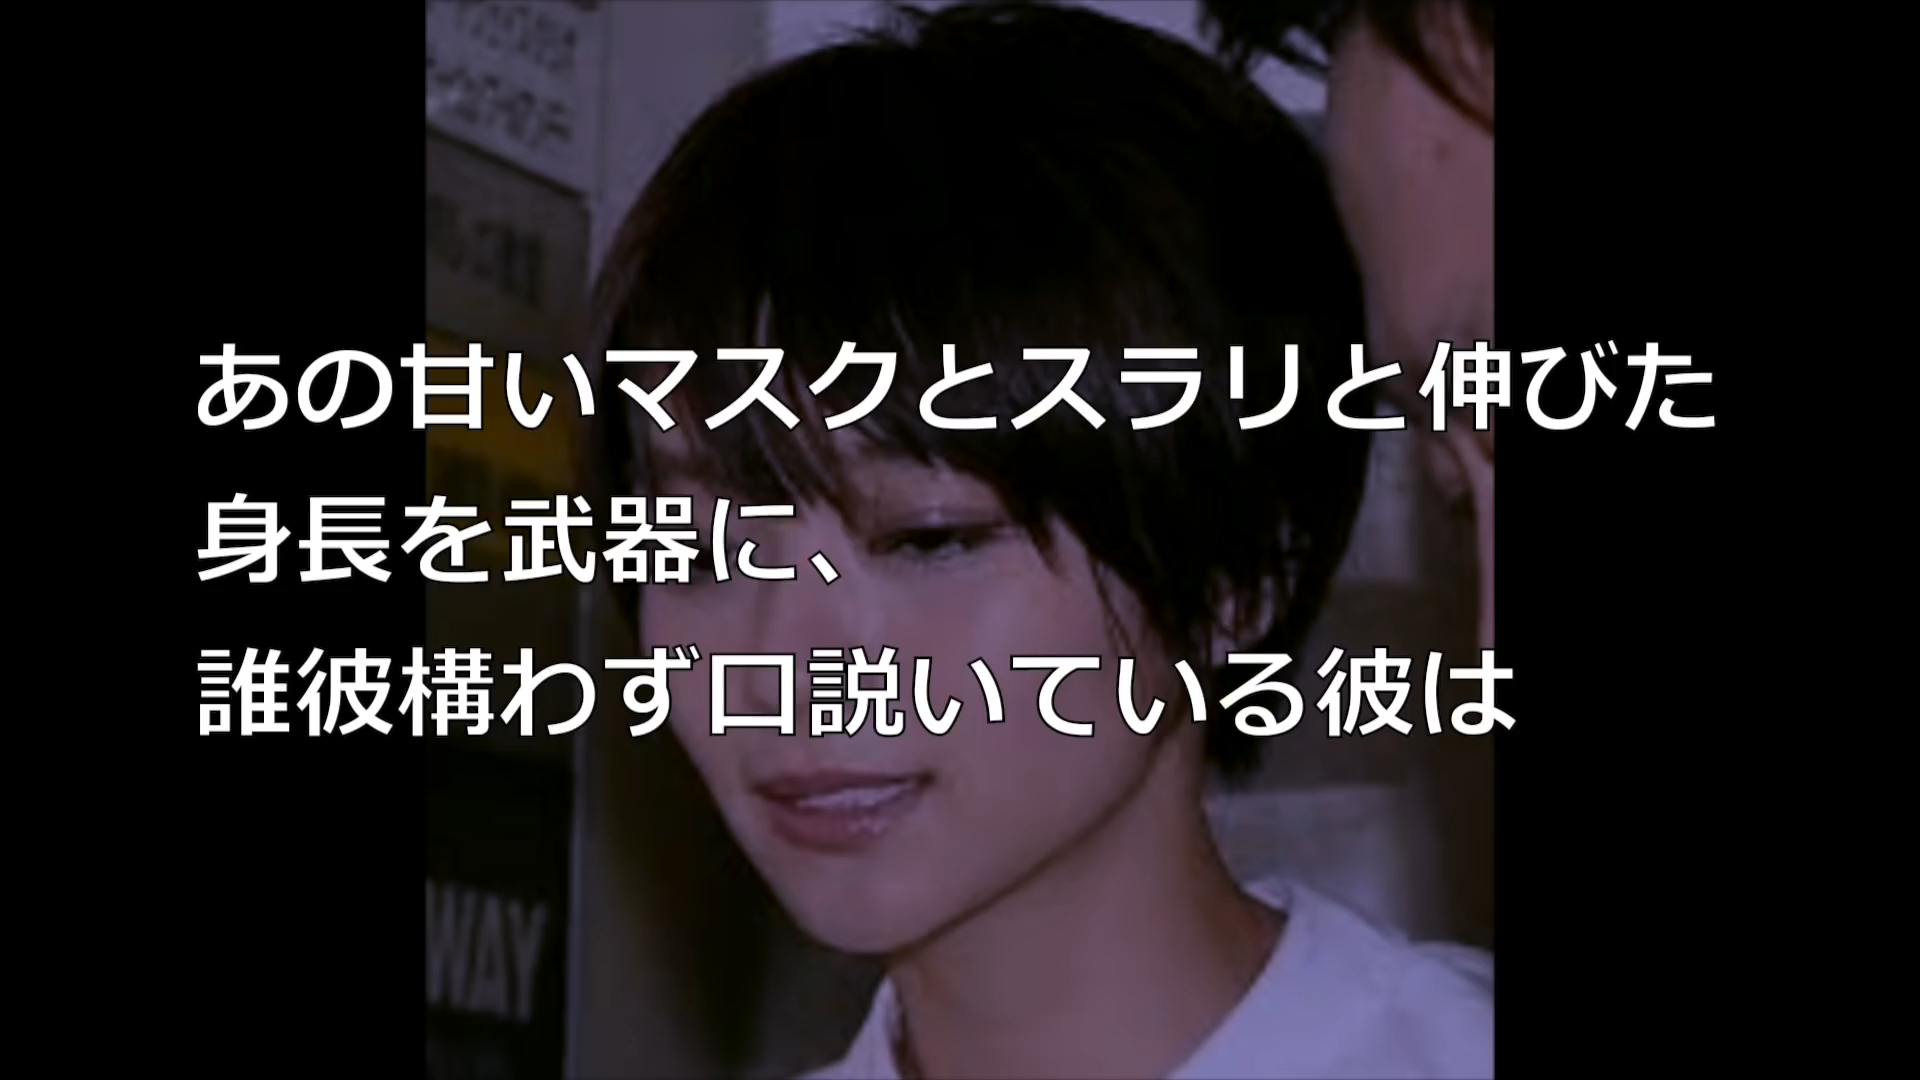 あの甘いマスクとスラリと伸びた
身長を武器に、
誰彼構わず口説いている彼は
WAY